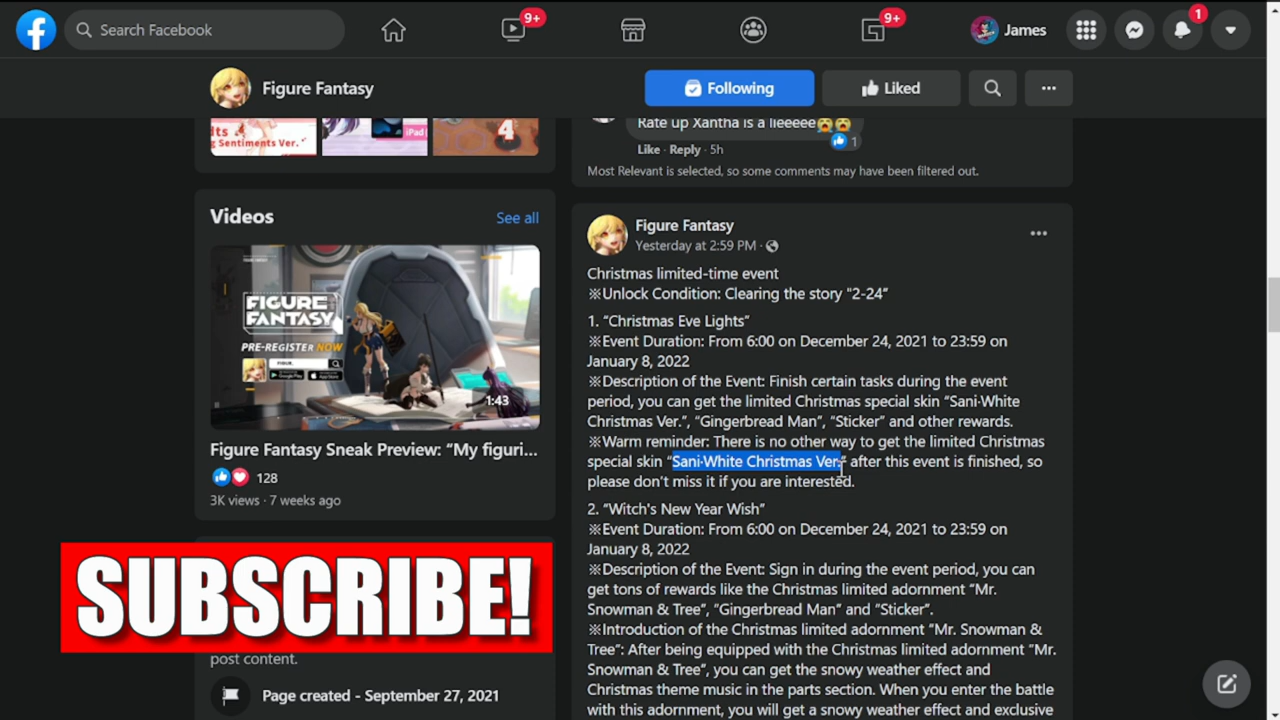 Search Facebook
9+
9+
James
1
Figure Fantasy
Following
Liked
iPad
4
Rate up Xantha is a lieeeee😭😭
Like · Reply · 5h
1
Most Relevant is selected, so some comments may have been filtered out.
Videos
See all
FIGURE
FANTASY
PRE-REGISTER NOW
1:43
Figure Fantasy Sneak Preview: “My figuri...
128
3K views · 7 weeks ago
SUBSCRIBE!
post content.
Page created - September 27, 2021
Figure Fantasy
Yesterday at 2:59 PM ·
Christmas limited-time event
※Unlock Condition: Clearing the story "2-24"
1. “Christmas Eve Lights”
※Event Duration: From 6:00 on December 24, 2021 to 23:59 on
January 8, 2022
※Description of the Event: Finish certain tasks during the event
period, you can get the limited Christmas special skin “Sani-White
Christmas Ver.”, “Gingerbread Man”, “Sticker” and other rewards.
※Warm reminder: There is no other way to get the limited Christmas
special skin “Sani-White Christmas Ver.“ after this event is finished, so
please don’t miss it if you are interested.
2. “Witch's New Year Wish”
※Event Duration: From 6:00 on December 24, 2021 to 23:59 on
January 8, 2022
※Description of the Event: Sign in during the event period, you can
get tons of rewards like the Christmas limited adornment “Mr.
Snowman & Tree”, “Gingerbread Man” and “Sticker”.
※Introduction of the Christmas limited adornment “Mr. Snowman &
Tree”: After being equipped with the Christmas limited adornment "Mr.
Snowman & Tree”, you can get the snowy weather effect and
Christmas theme music in the parts section. When you enter the battle
with this adornment, you will get a snowy weather effect and exclusive